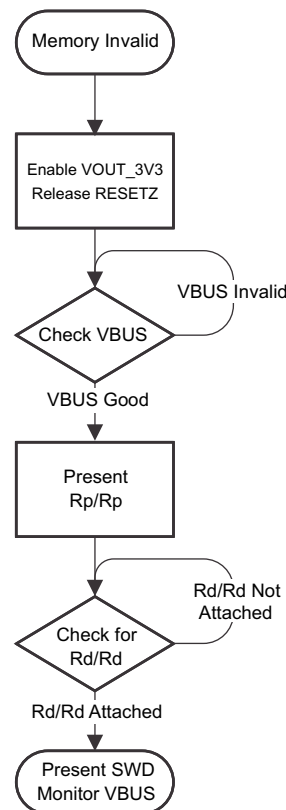 Memory Invalid
Enable VOUT_3V3
Release RESETZ
VBUS Invalid
Check VBUS
VBUS Good
Present
Rp/Rp
Rd/Rd Not
Attached
Check for
Rd/Rd
Rd/Rd Attached
Present SWD
Monitor VBUS